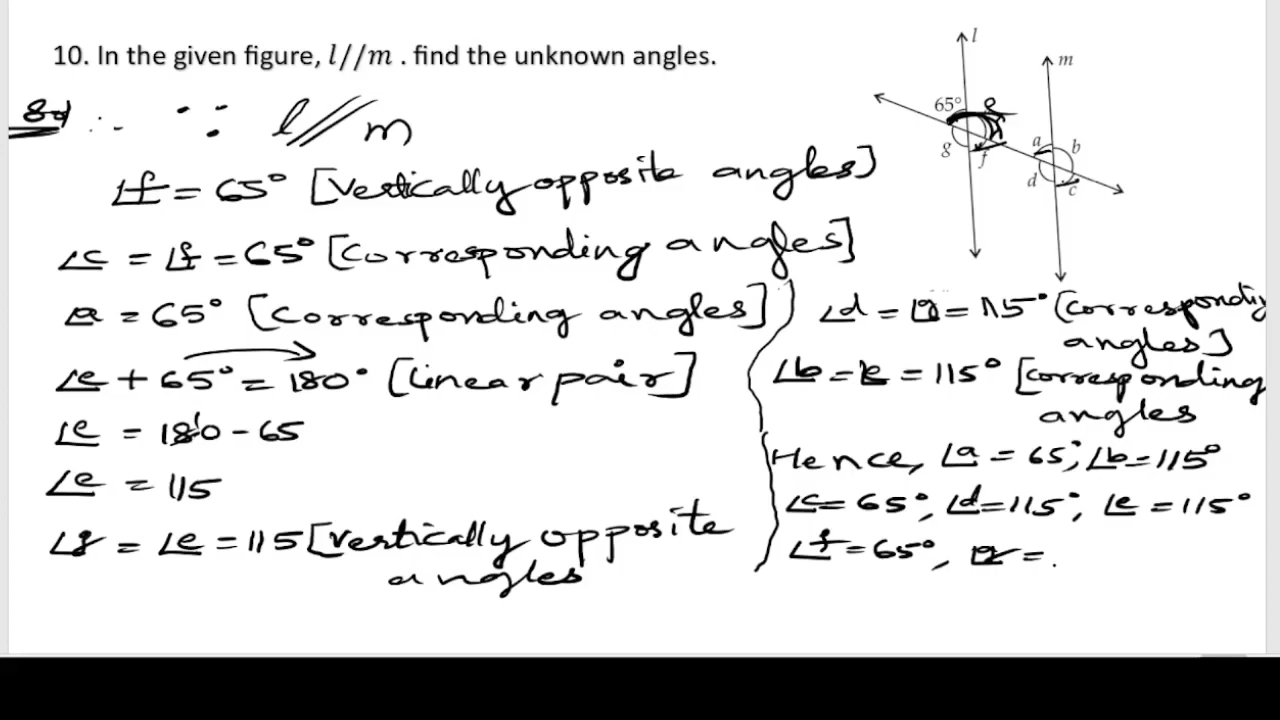 10. In the given figure, l//m . find the unknown angles.
Sol
∵ l//m
∠f = 65° [Vertically opposite angles]
∠c = ∠f = 65° [Corresponding angles]
∠a = 65° [Corresponding angles]
∠e + 65° = 180° [Linear pair]
∠e = 180 - 65
∠e = 115
∠g = ∠e = 115 [Vertically opposite
angles
∠d = ∠g = 115° [Corresponding
angles]
∠b = ∠e = 115° [Corresponding
angles
Hence, ∠a = 65°, ∠b = 115°
∠c = 65°, ∠d = 115°, ∠e = 115°
∠f = 65°, ∠g = .
l
m
65°
e
g
f
a
b
d
c